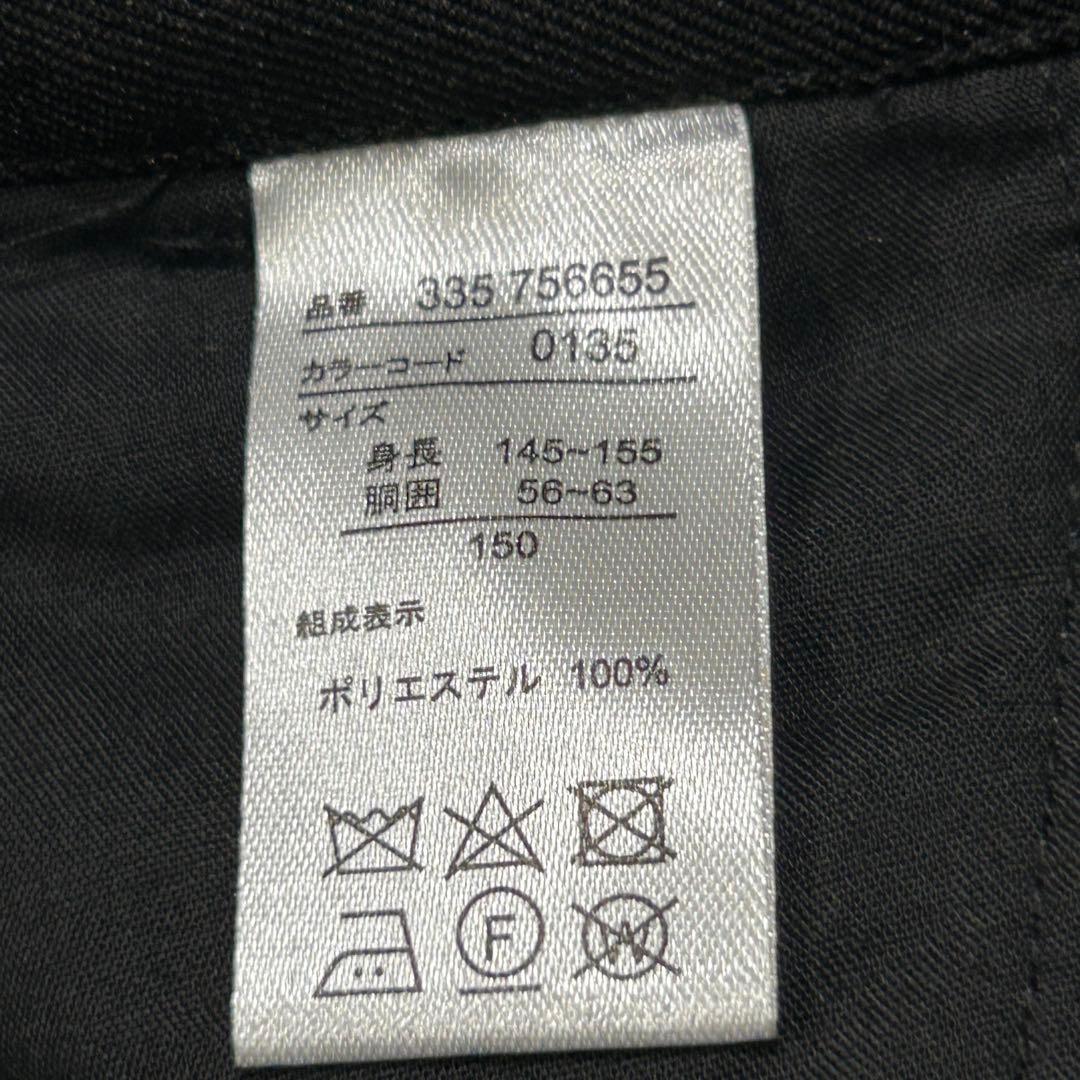 品番 335 756655
カラーコード 0135
サイズ
身長 145~155
胴囲 56~63
150
組成表示
ポリエステル 100%
F W